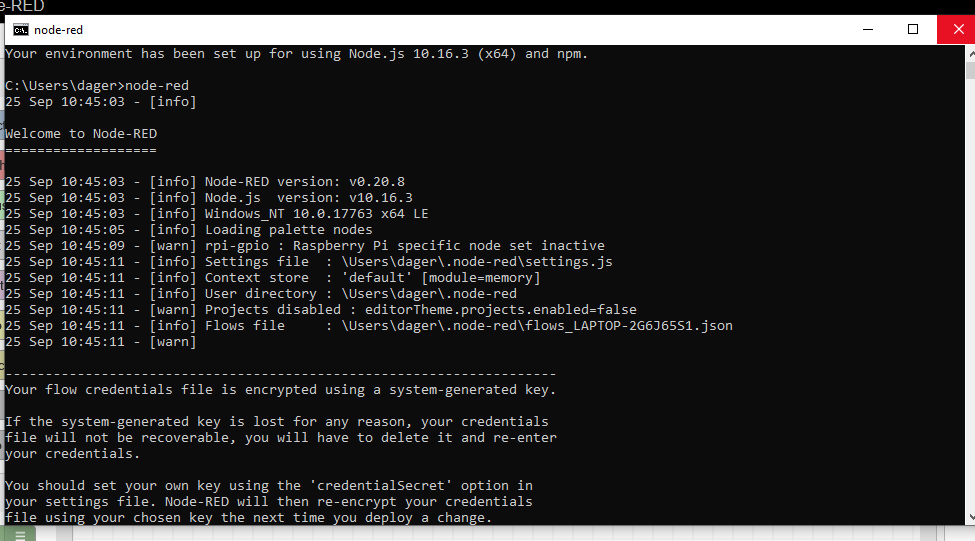 e-RED
node-red
Your environment has been set up for using Node.js 10.16.3 (x64) and npm.
C:\Users\dager>node-red
25 Sep 10:45:03 - [info]
Welcome to Node-RED
===================
25 Sep 10:45:03 - [info] Node-RED version: v0.20.8
25 Sep 10:45:03 - [info] Node.js  version: v10.16.3
25 Sep 10:45:03 - [info] Windows_NT 10.0.17763 x64 LE
25 Sep 10:45:05 - [info] Loading palette nodes
25 Sep 10:45:09 - [warn] rpi-gpio : Raspberry Pi specific node set inactive
25 Sep 10:45:11 - [info] Settings file  : \Users\dager\.node-red\settings.js
25 Sep 10:45:11 - [info] Context store  : 'default' [module=memory]
25 Sep 10:45:11 - [info] User directory : \Users\dager\.node-red
25 Sep 10:45:11 - [warn] Projects disabled : editorTheme.projects.enabled=false
25 Sep 10:45:11 - [info] Flows file     : \Users\dager\.node-red\flows_LAPTOP-2G6J65S1.json
25 Sep 10:45:11 - [warn]
---------------------------------------------------------------------
Your flow credentials file is encrypted using a system-generated key.
If the system-generated key is lost for any reason, your credentials
file will not be recoverable, you will have to delete it and re-enter
your credentials.
You should set your own key using the 'credentialSecret' option in
your settings file. Node-RED will then re-encrypt your credentials
file using your chosen key the next time you deploy a change.